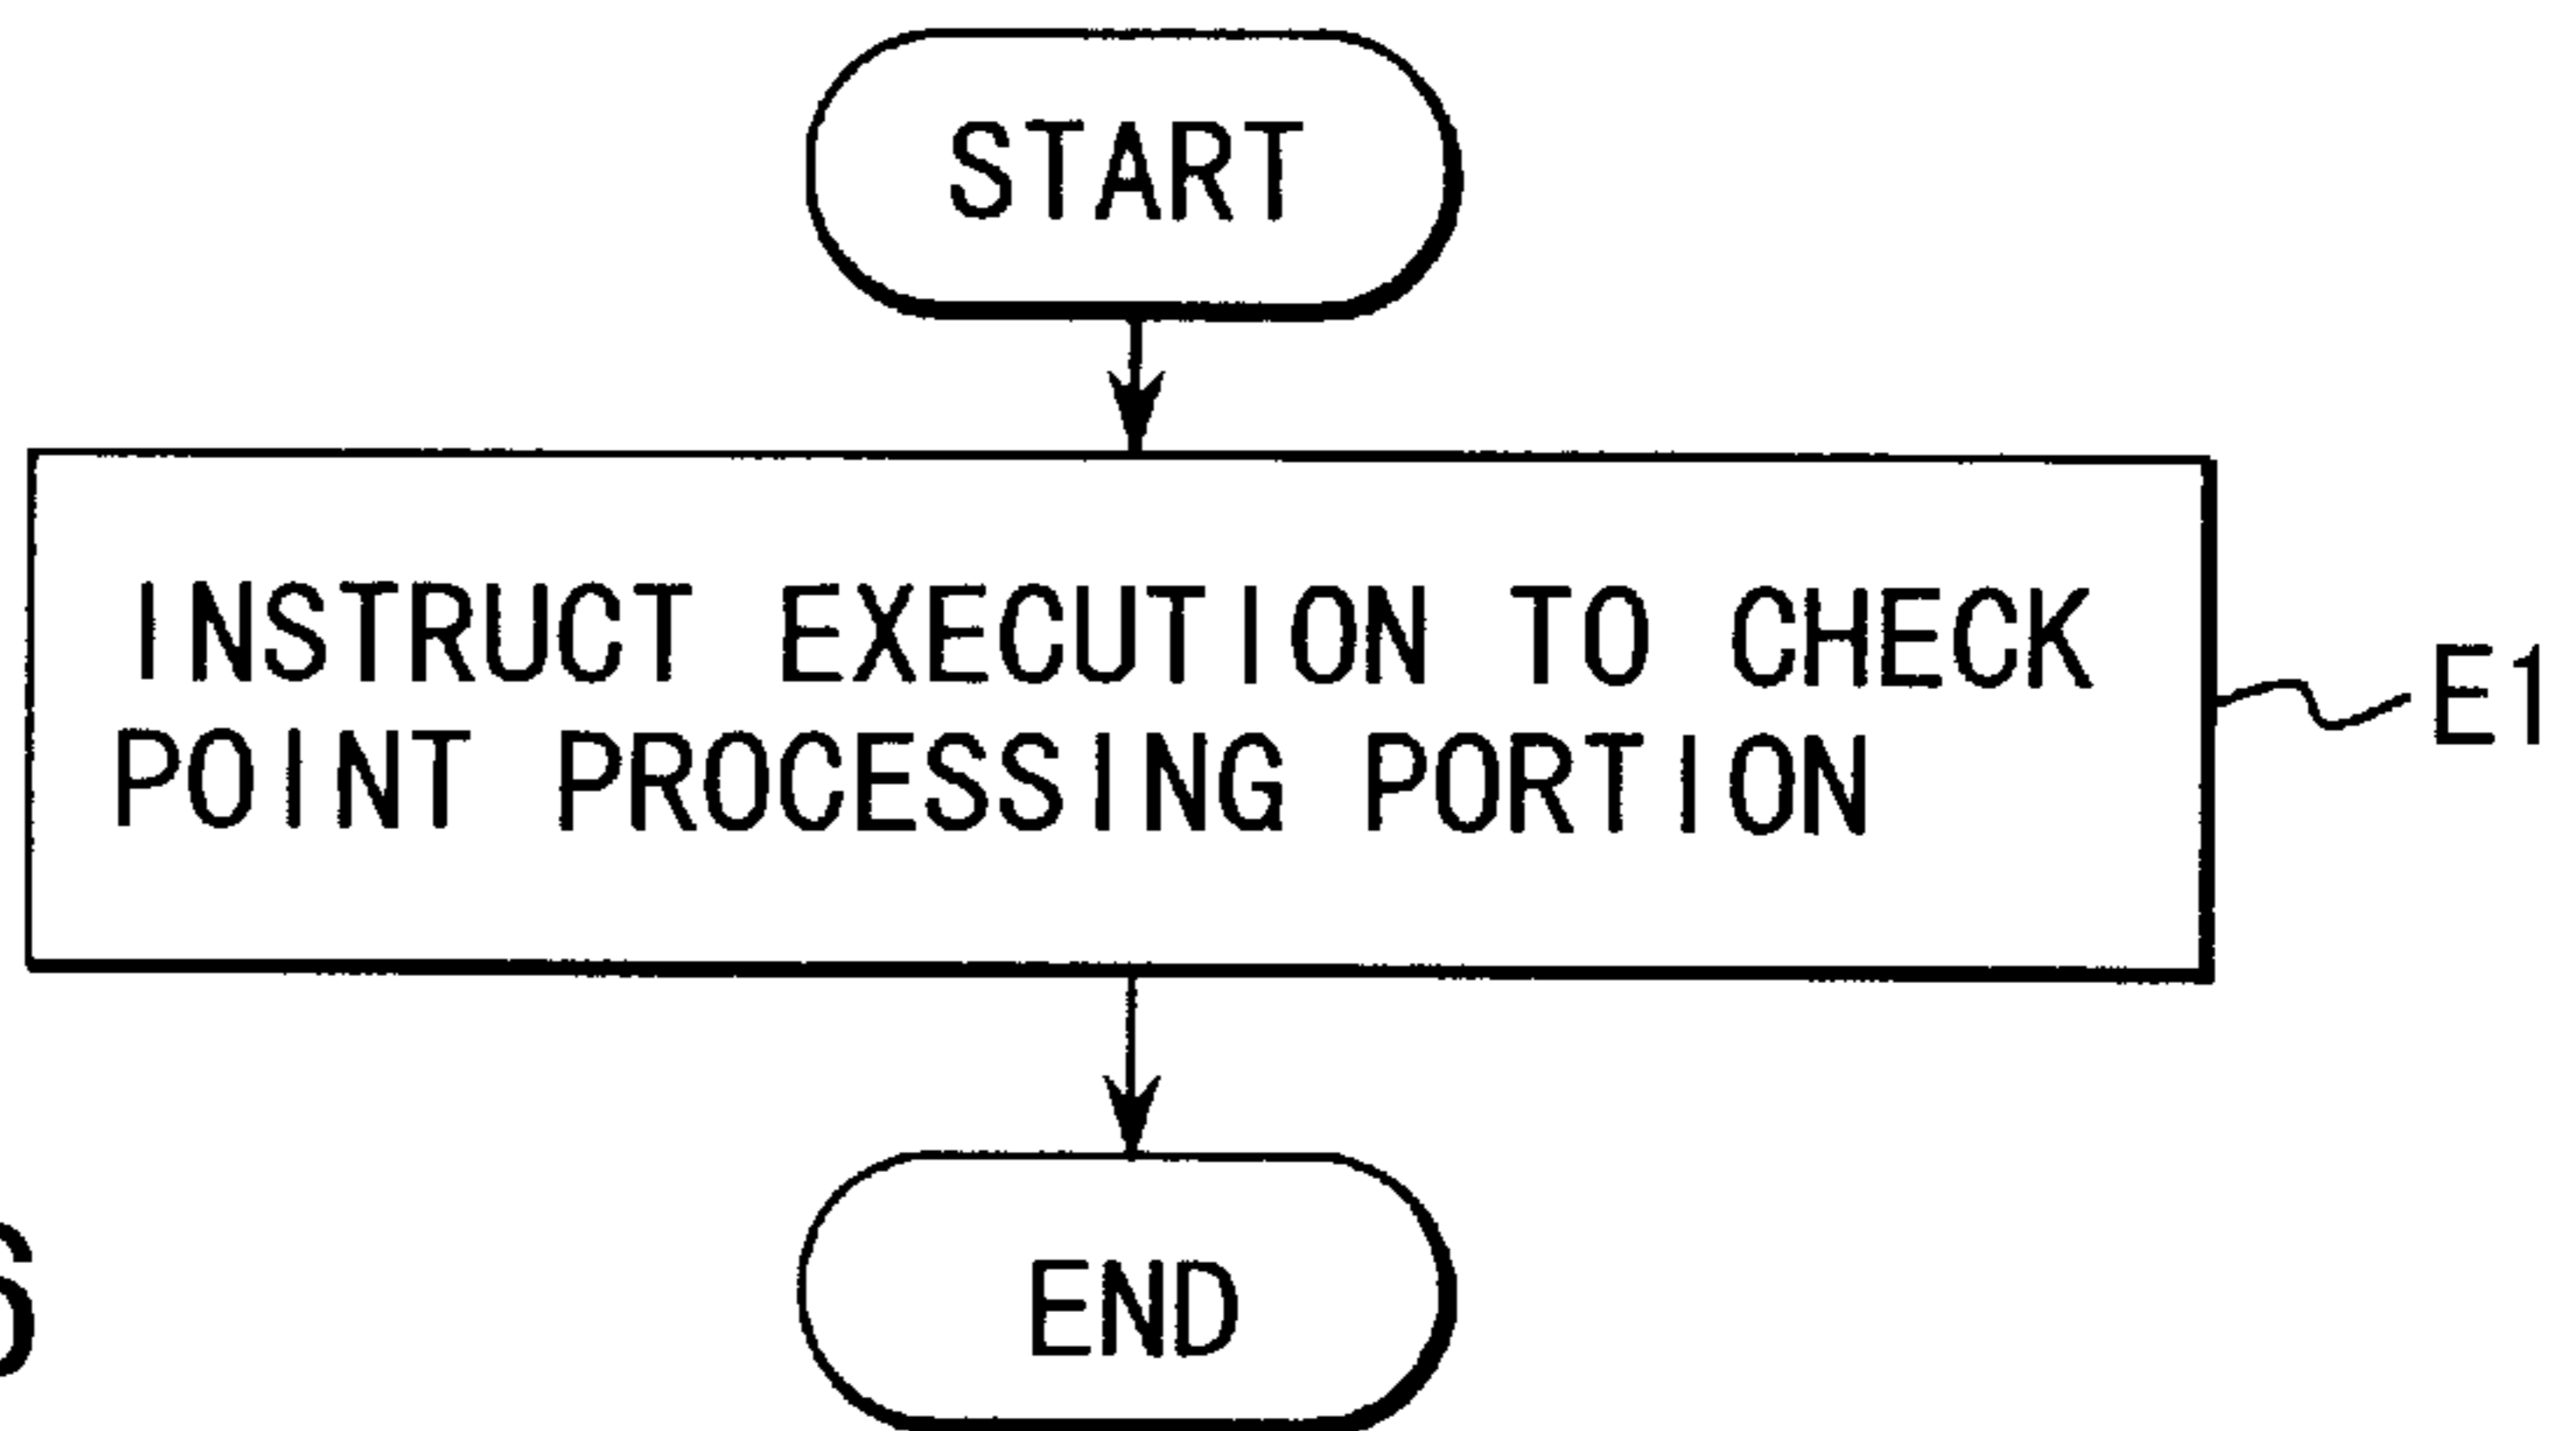 START
INSTRUCT EXECUTION TO CHECK
POINT PROCESSING PORTION
E1
END